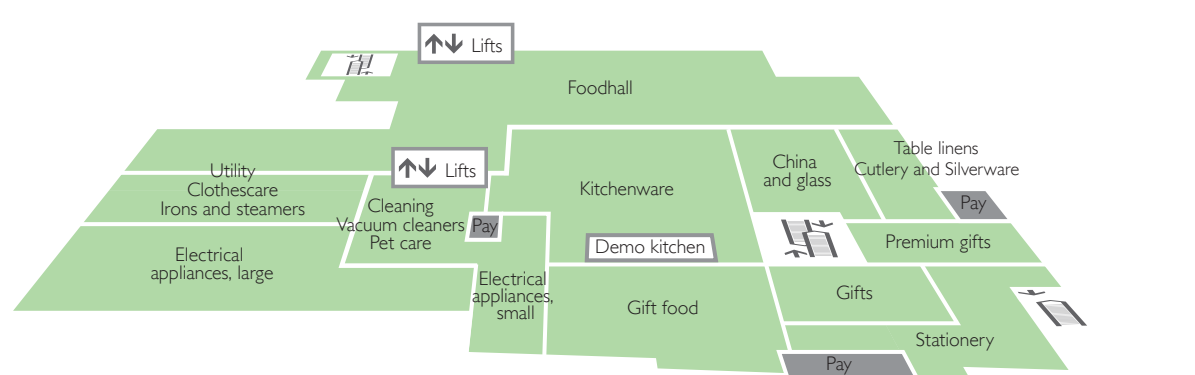 Lifts
Foodhall
Utility
Clothescare
Irons and steamers
Lifts
Cleaning
Vacuum cleaners
Pet care
Pay
Kitchenware
Demo kitchen
China
and glass
Table linens
Cutlery and Silverware
Pay
Premium gifts
Electrical
appliances, large
Electrical
appliances,
small
Gift food
Gifts
Stationery
Pay